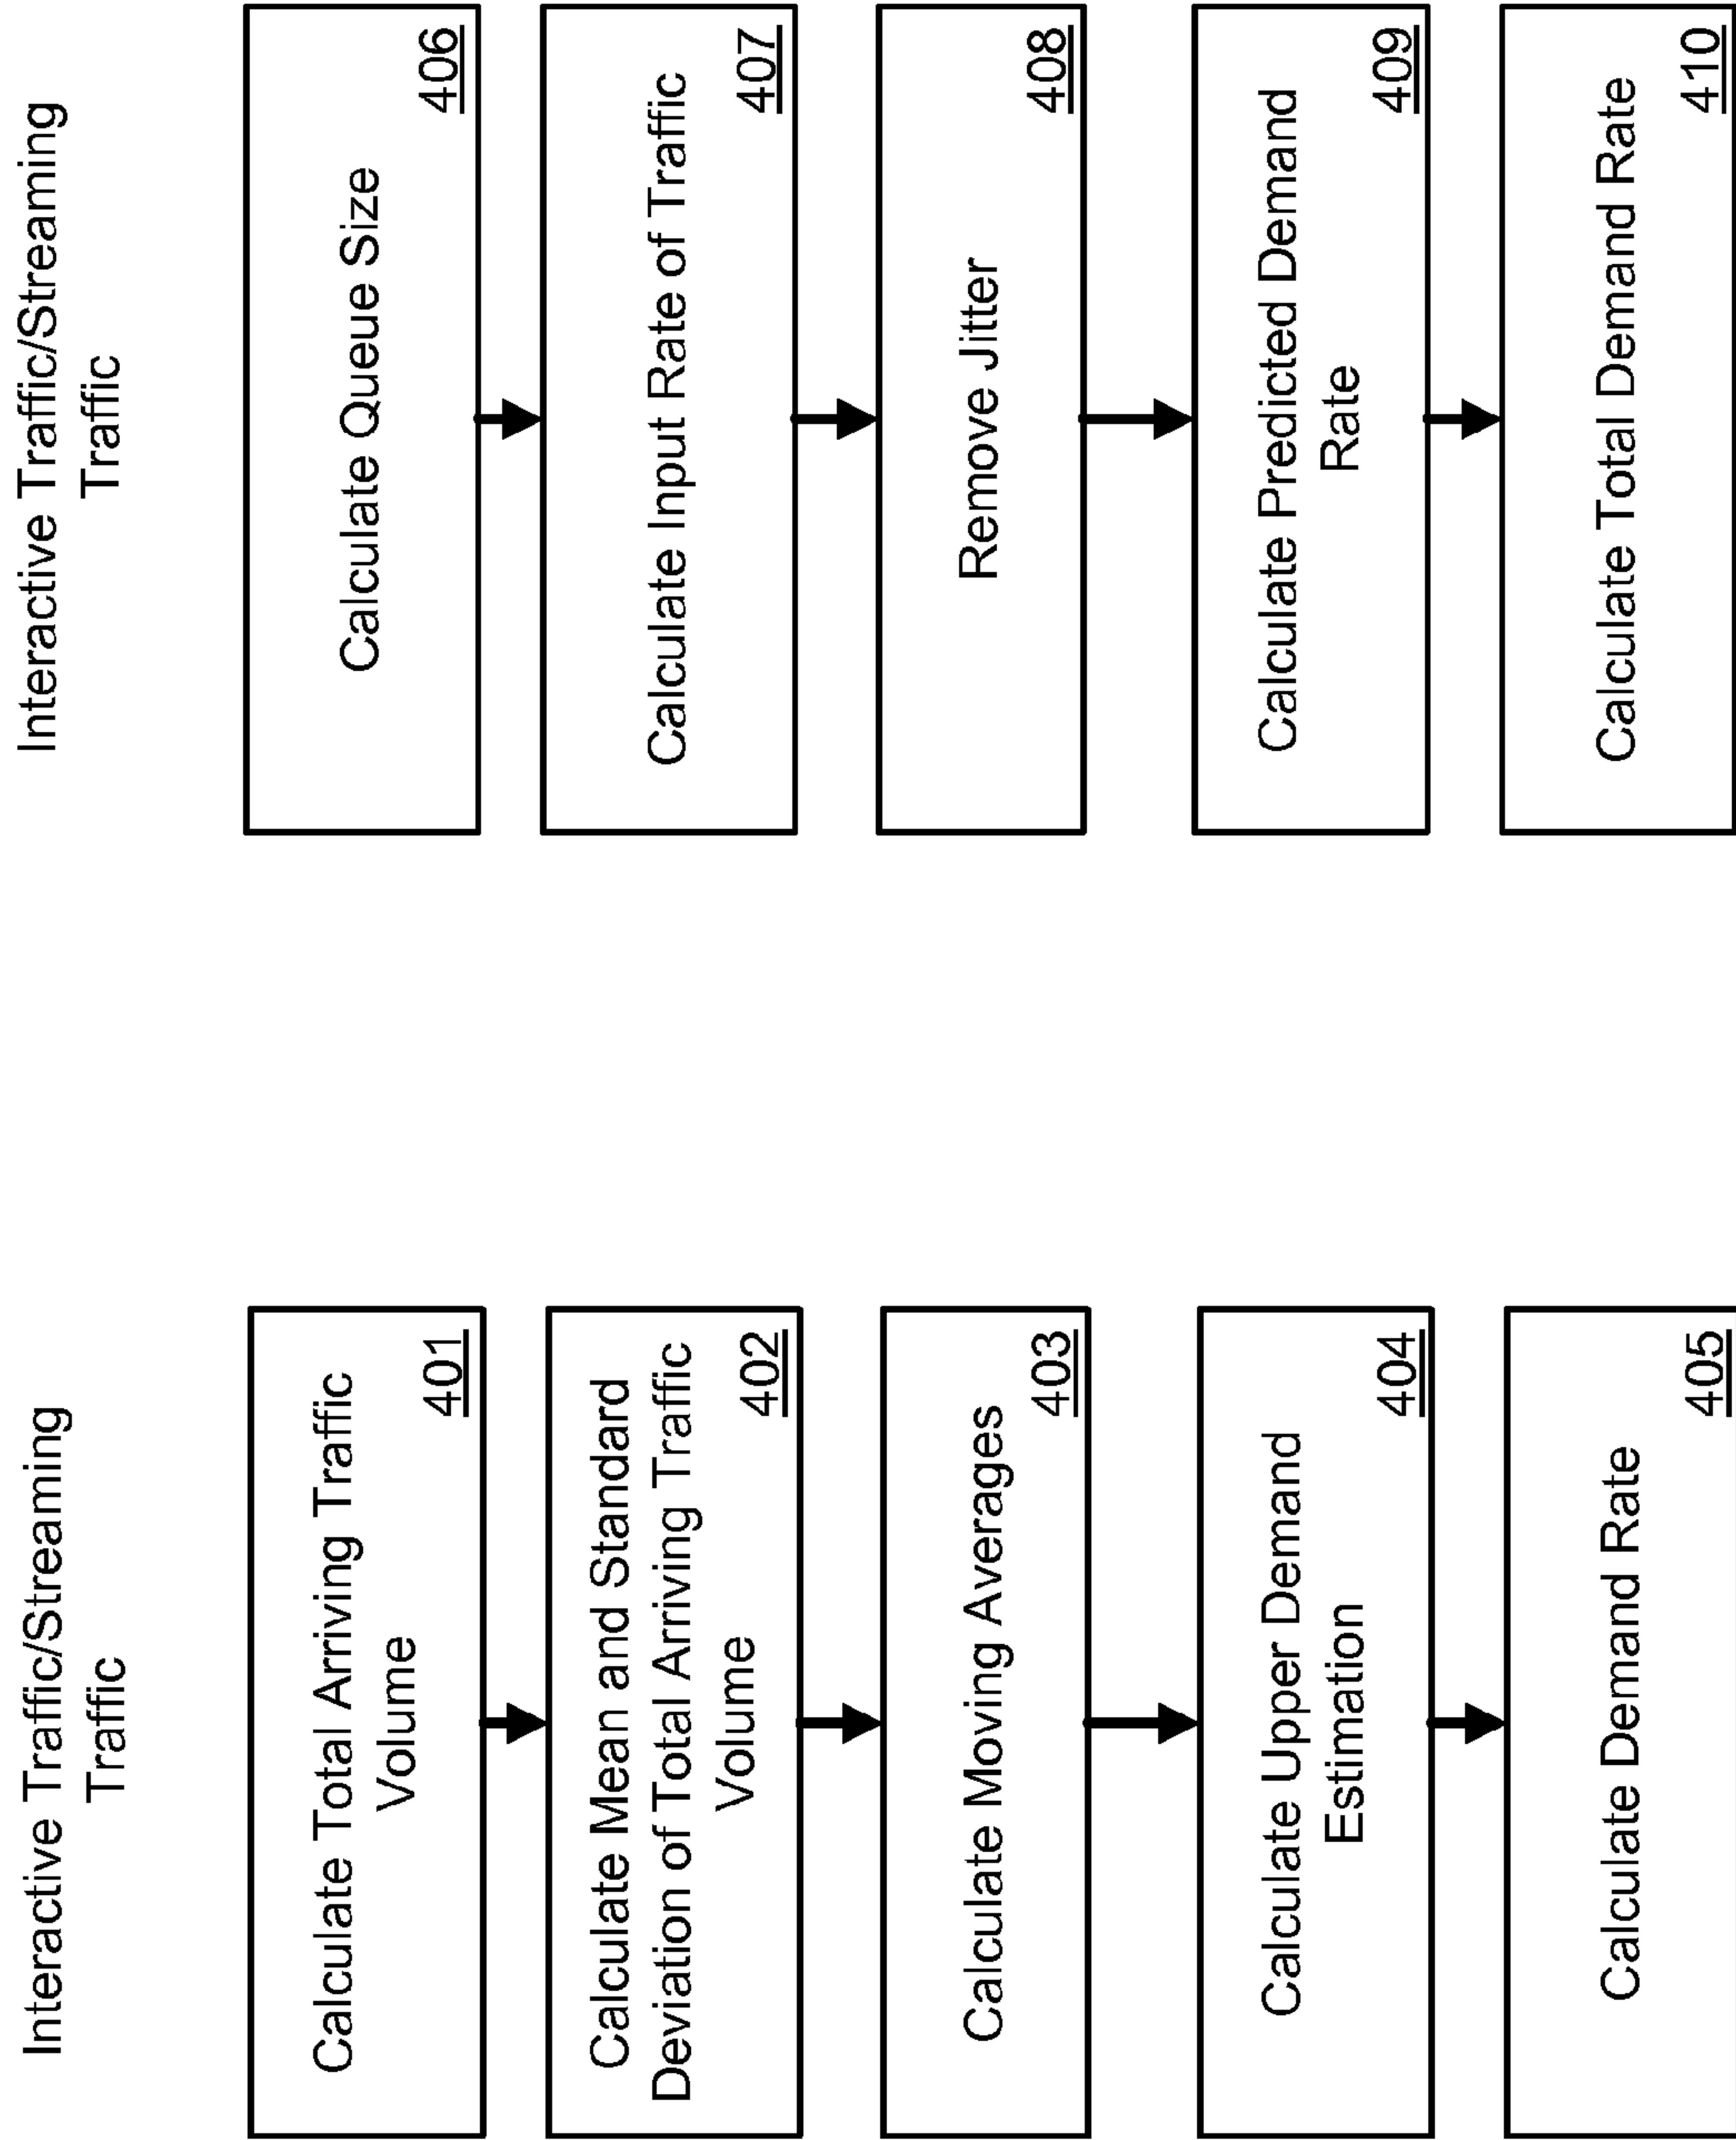 Interactive Traffic/Streaming
Traffic
Calculate Total Arriving Traffic
Volume
401
Calculate Mean and Standard
Deviation of Total Arriving Traffic
Volume
402
Calculate Moving Averages
403
Calculate Upper Demand
Estimation
404
Calculate Demand Rate
405
Interactive Traffic/Streaming
Traffic
Calculate Queue Size
406
Calculate Input Rate of Traffic
407
Remove Jitter
408
Calculate Predicted Demand
Rate
409
Calculate Total Demand Rate
410